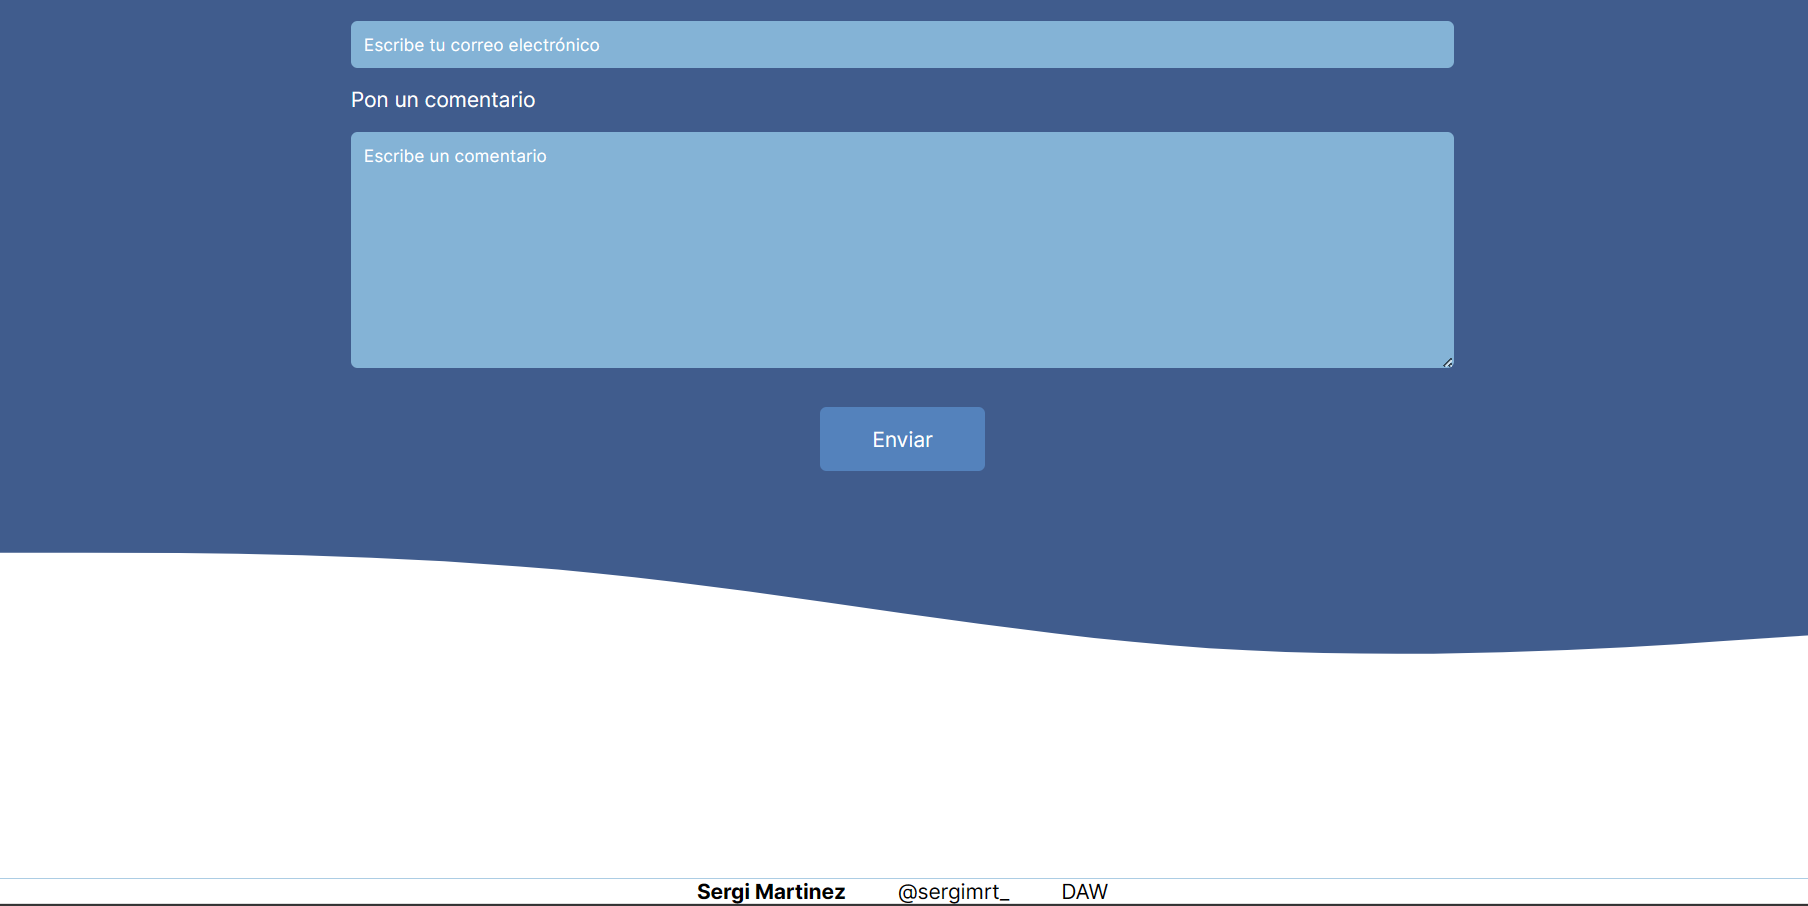 Escribe tu correo electrónico
Pon un comentario
Escribe un comentario
Enviar
Sergi Martinez @sergimrt_ DAW